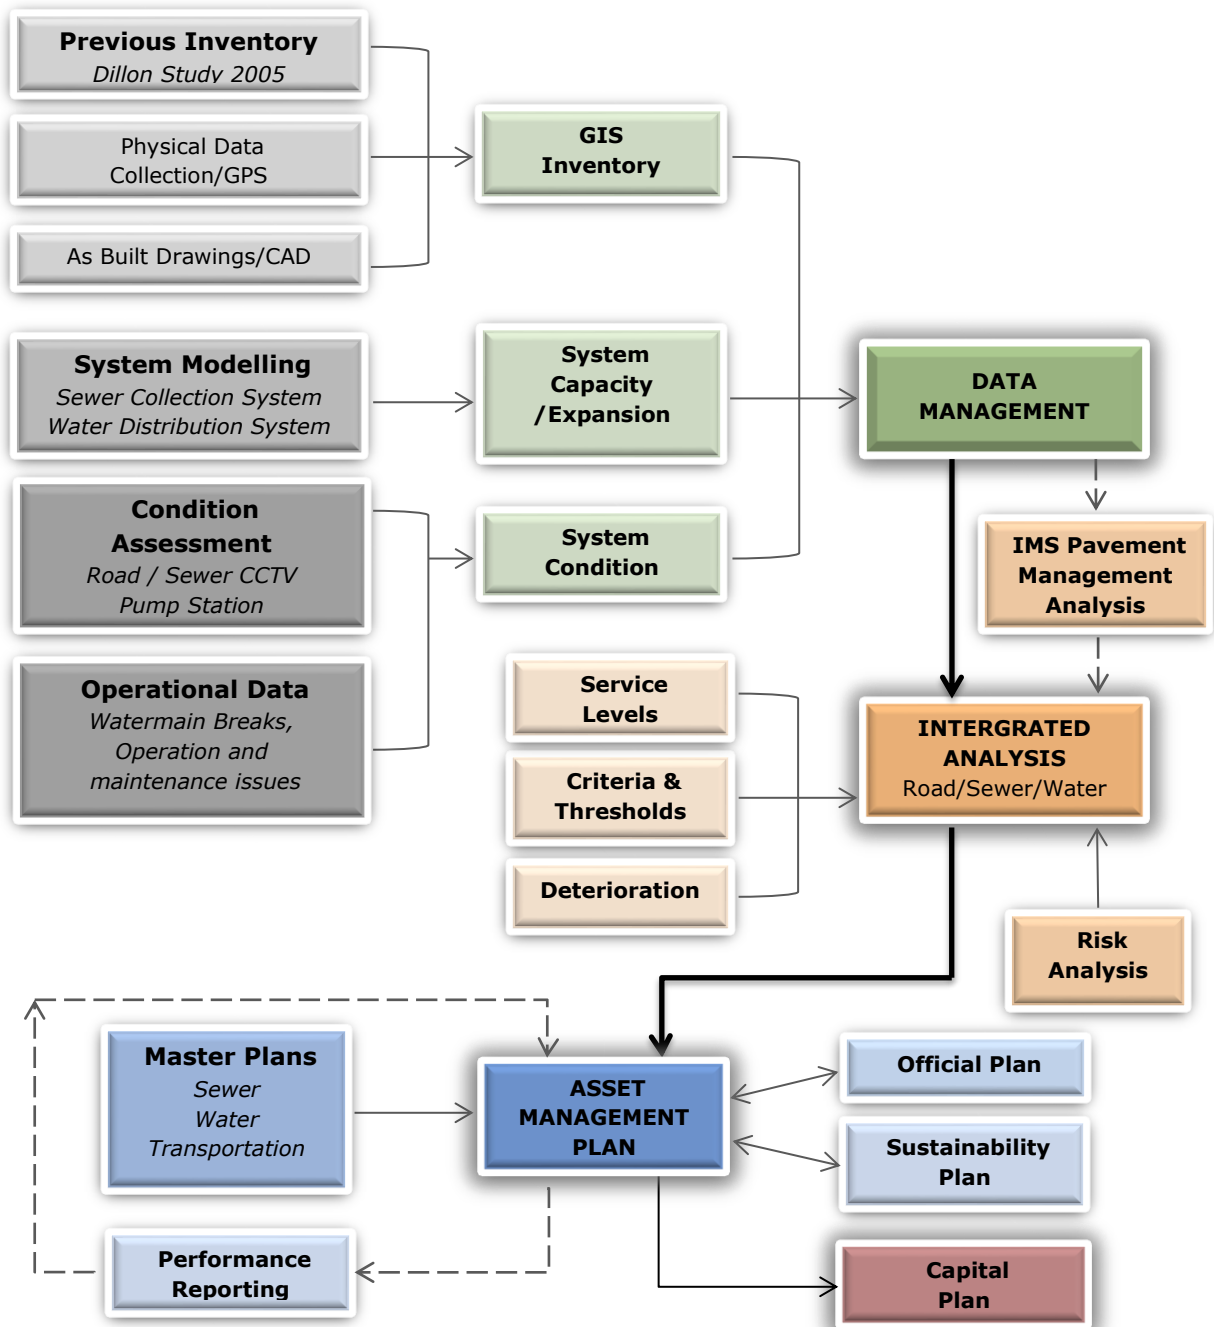 Previous Inventory
Dillon Study 2005
Physical Data
Collection/GPS
As Built Drawings/CAD
GIS
Inventory
System Modelling
Sewer Collection System
Water Distribution System
System
Capacity
/Expansion
DATA
MANAGEMENT
Condition
Assessment
Road / Sewer CCTV
Pump Station
System
Condition
IMS Pavement
Management
Analysis
Operational Data
Watermain Breaks,
Operation and
maintenance issues
Service
Levels
Criteria &
Thresholds
Deterioration
INTERGRATED
ANALYSIS
Road/Sewer/Water
Risk
Analysis
Master Plans
Sewer
Water
Transportation
ASSET
MANAGEMENT
PLAN
Official Plan
Sustainability
Plan
Performance
Reporting
Capital
Plan